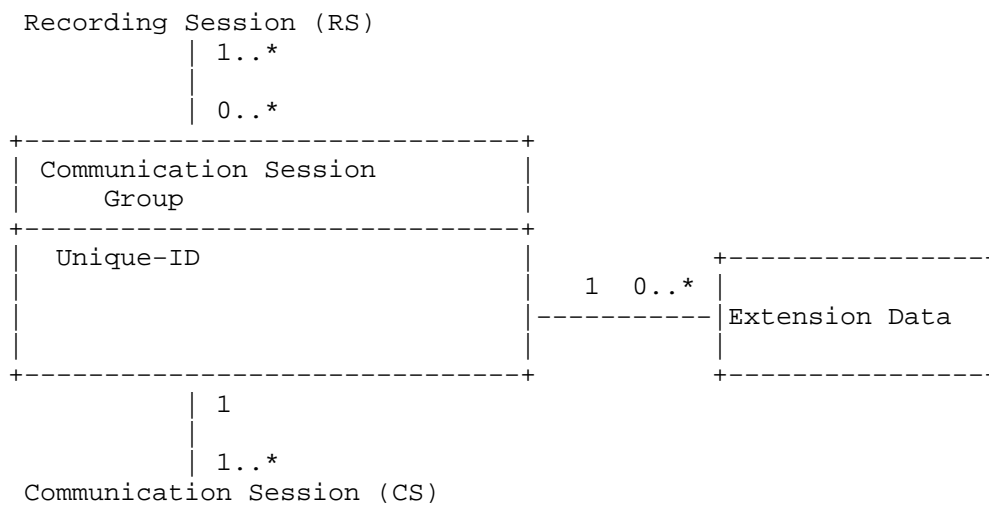 Recording Session (RS)
1..*
0..*
Communication Session
Group
Unique-ID
1 0..*
Extension Data
1
1..*
Communication Session (CS)